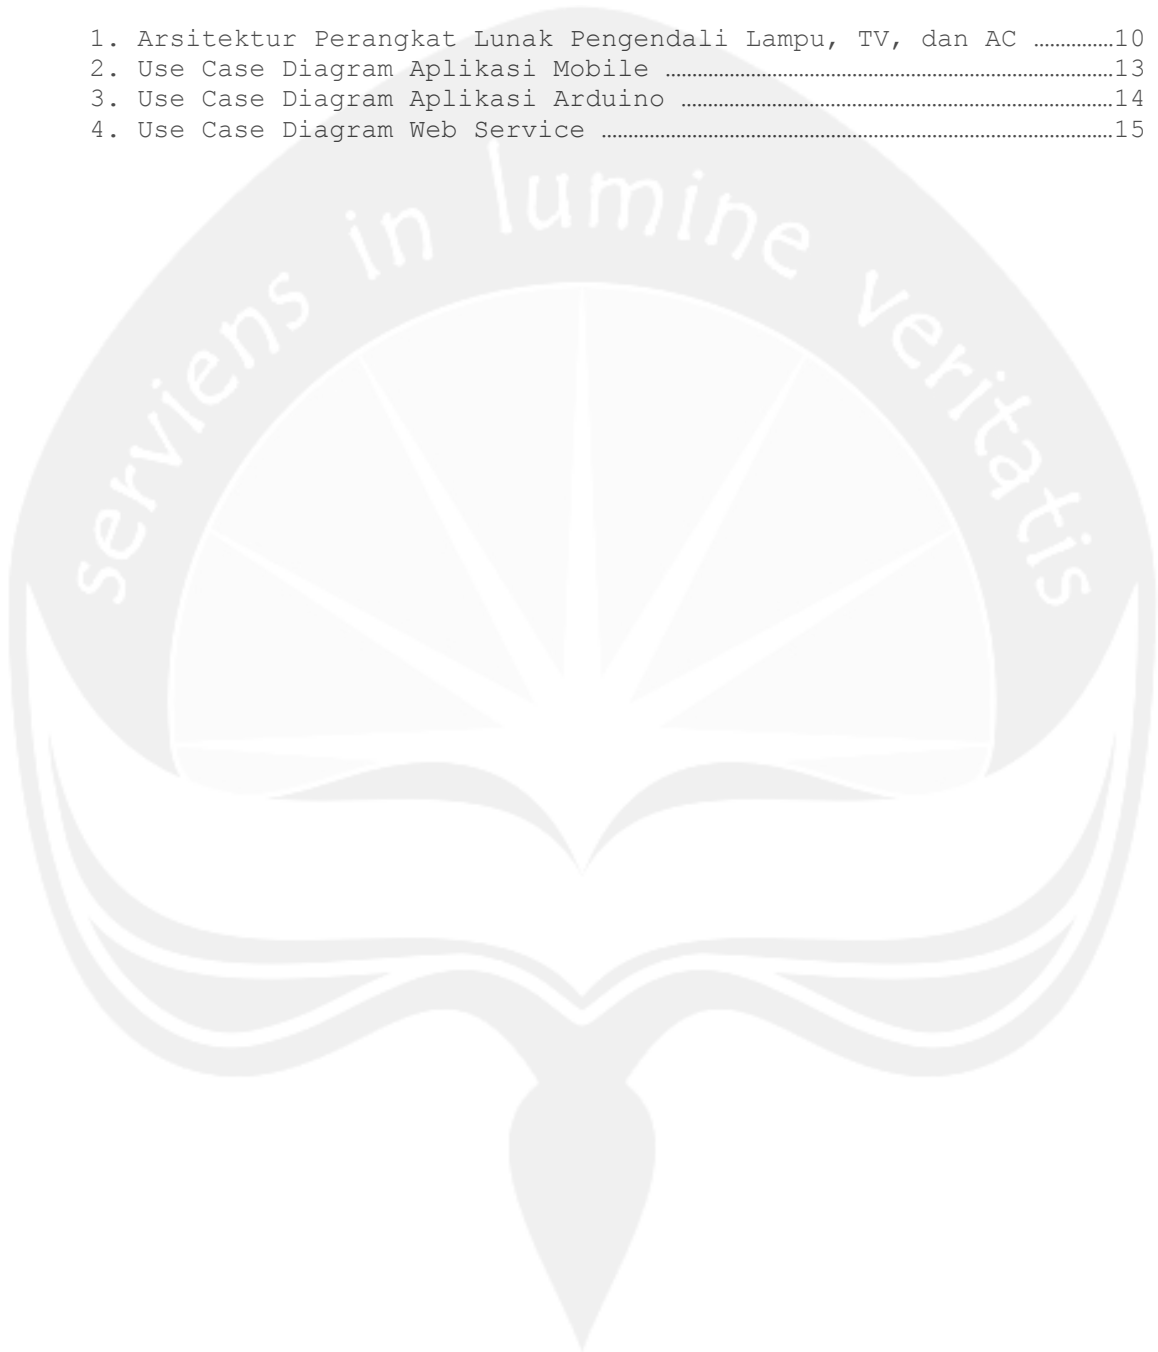 1. Arsitektur Perangkat Lunak Pengendali Lampu, TV, dan AC ……………10
2. Use Case Diagram Aplikasi Mobile ………………………………………………………………………………13
3. Use Case Diagram Aplikasi Arduino ……………………………………………………………………………14
4. Use Case Diagram Web Service …………………………………………………………………………………………15
serviens in lumine veritatis